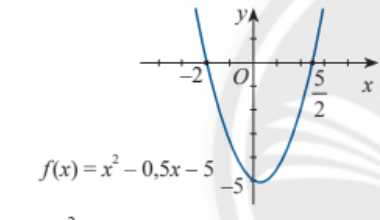 y
-2 O 5/2 x
f(x) = x² – 0,5x – 5
-5